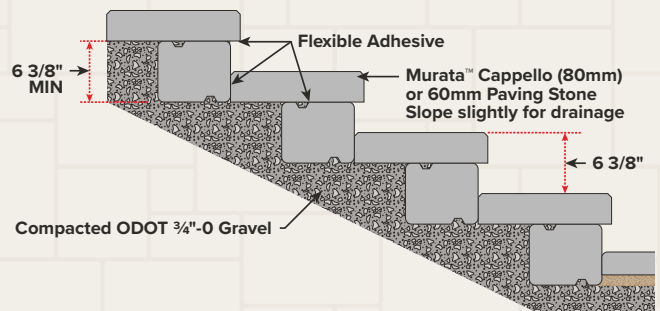 Flexible Adhesive
6 3/8"
MIN
Murata™ Cappello (80mm)
or 60mm Paving Stone
Slope slightly for drainage
6 3/8"
Compacted ODOT ¾"-0 Gravel